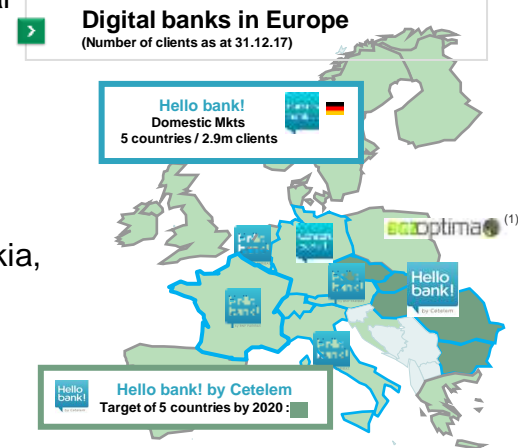 Digital banks in Europe
(Number of clients as at 31.12.17)
Hello bank!
Domestic Mkts
5 countries / 2.9m clients
optima
(1)
kia,
Hello
bank!
by Cetelem
Hello
bank!
Hello bank! by Cetelem
Target of 5 countries by 2020 :